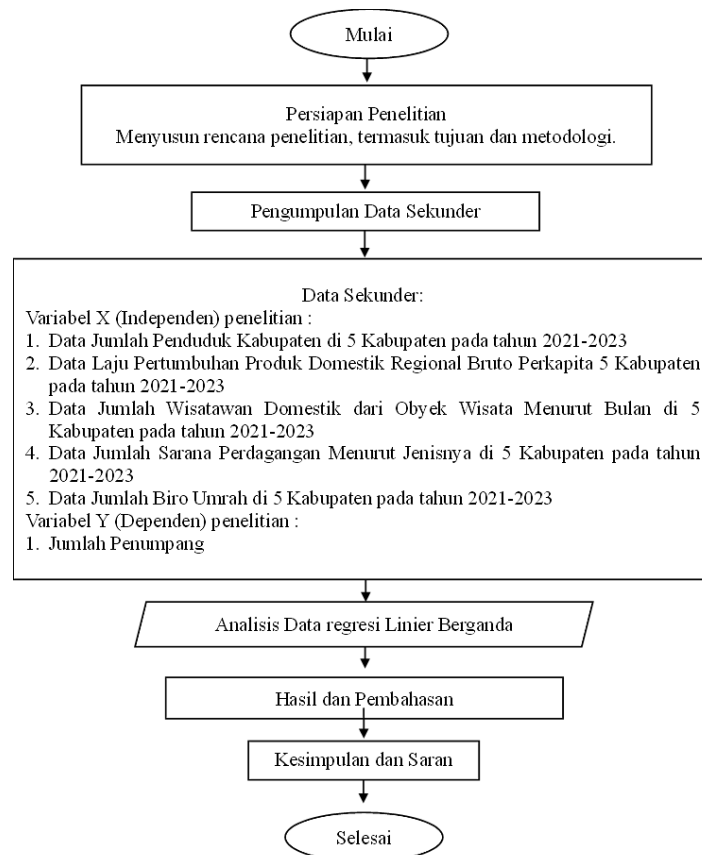 Mulai
Persiapan Penelitian
Menyusun rencana penelitian, termasuk tujuan dan metodologi.
Pengumpulan Data Sekunder
Data Sekunder:
Variabel X (Independen) penelitian :
1. Data Jumlah Penduduk Kabupaten di 5 Kabupaten pada tahun 2021-2023
2. Data Laju Pertumbuhan Produk Domestik Regional Bruto Perkapita 5 Kabupaten
pada tahun 2021-2023
3. Data Jumlah Wisatawan Domestik dari Obyek Wisata Menurut Bulan di 5
Kabupaten pada tahun 2021-2023
4. Data Jumlah Sarana Perdagangan Menurut Jenisnya di 5 Kabupaten pada tahun
2021-2023
5. Data Jumlah Biro Umrah di 5 Kabupaten pada tahun 2021-2023
Variabel Y (Dependen) penelitian :
1. Jumlah Penumpang
Analisis Data regresi Linier Berganda
Hasil dan Pembahasan
Kesimpulan dan Saran
Selesai